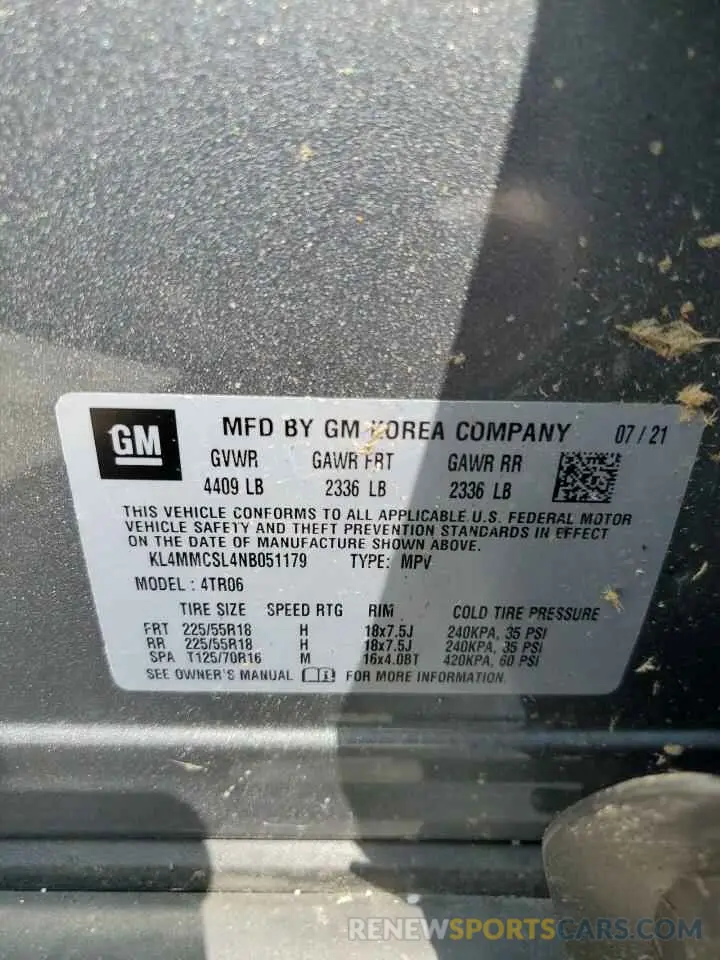 GM
MFD BY GM KOREA COMPANY 07 / 21
GVWR GAWR FRT GAWR RR
4409 LB 2336 LB 2336 LB
THIS VEHICLE CONFORMS TO ALL APPLICABLE U.S. FEDERAL MOTOR
VEHICLE SAFETY AND THEFT PREVENTION STANDARDS IN EFFECT
ON THE DATE OF MANUFACTURE SHOWN ABOVE.
KL4MMCSL4NB051179 TYPE: MPV
MODEL : 4TR06
TIRE SIZE SPEED RTG RIM COLD TIRE PRESSURE
FRT 225/55R18 H 18x7.5J 240KPA, 35 PSI
RR 225/55R18 H 18x7.5J 240KPA, 35 PSI
SPA T125/70R16 M 16x4.0BT 420KPA, 60 PSI
SEE OWNER'S MANUAL FOR MORE INFORMATION
RENEWSPORTSCARS.COM